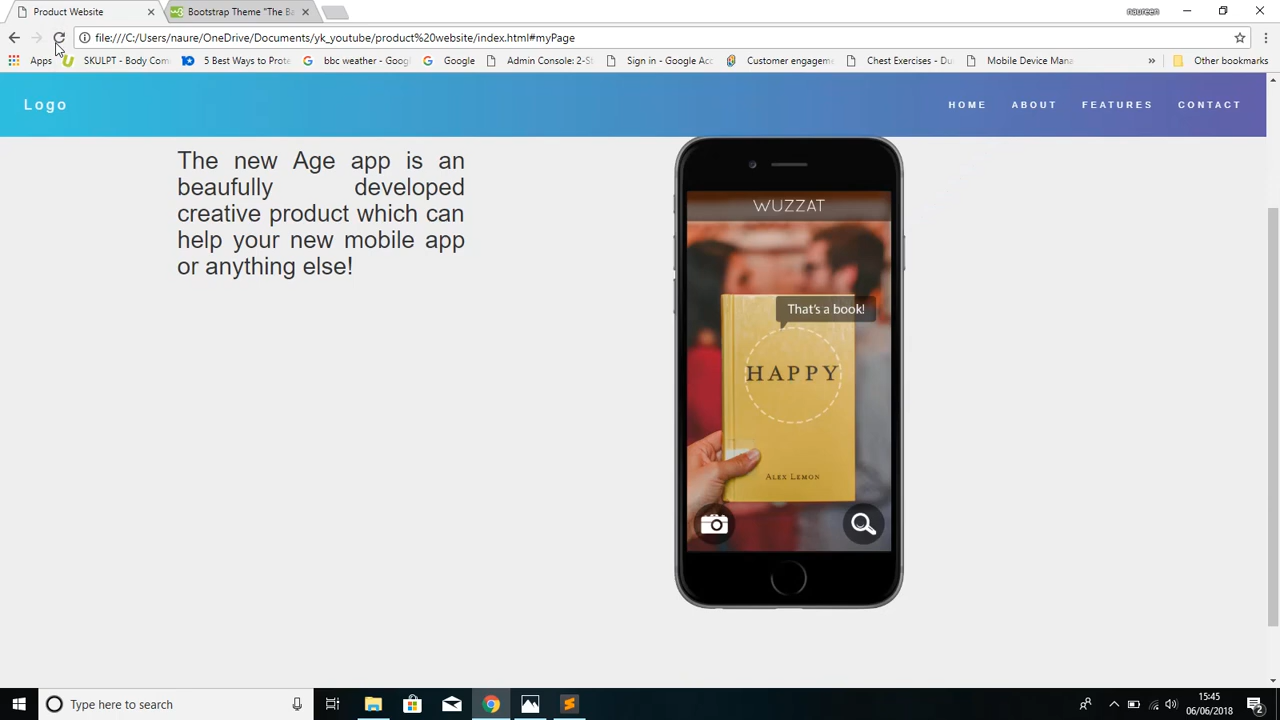 Product Website
Bootstrap Theme "The Ba
naureen
file:///C:/Users/naure/OneDrive/Documents/yk_youtube/product%20website/index.html#myPage
Apps
SKULPT - Body Com
5 Best Ways to Prote
bbc weather - Goog
Google
Admin Console: 2-S
Sign in - Google Acc
Customer engagem
Chest Exercises - Du
Mobile Device Mana
Other bookmarks
Logo
HOME
ABOUT
FEATURES
CONTACT
The new Age app is an
beaufully developed
creative product which can
help your new mobile app
or anything else!
WUZZAT
That's a book!
HAPPY
ALEX LEMON
Type here to search
15:45
06/06/2018
2